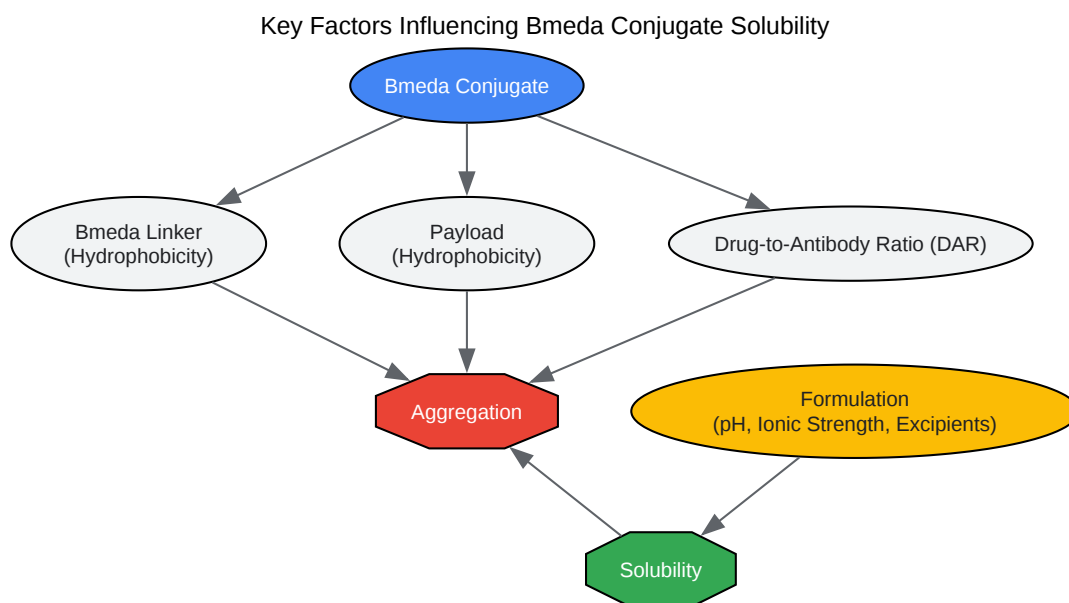 Key Factors Influencing Bmeda Conjugate Solubility
Bmeda Conjugate
Bmeda Linker
(Hydrophobicity)
Payload
(Hydrophobicity)
Drug-to-Antibody Ratio (DAR)
Aggregation
Formulation
(pH, Ionic Strength, Excipients)
Solubility